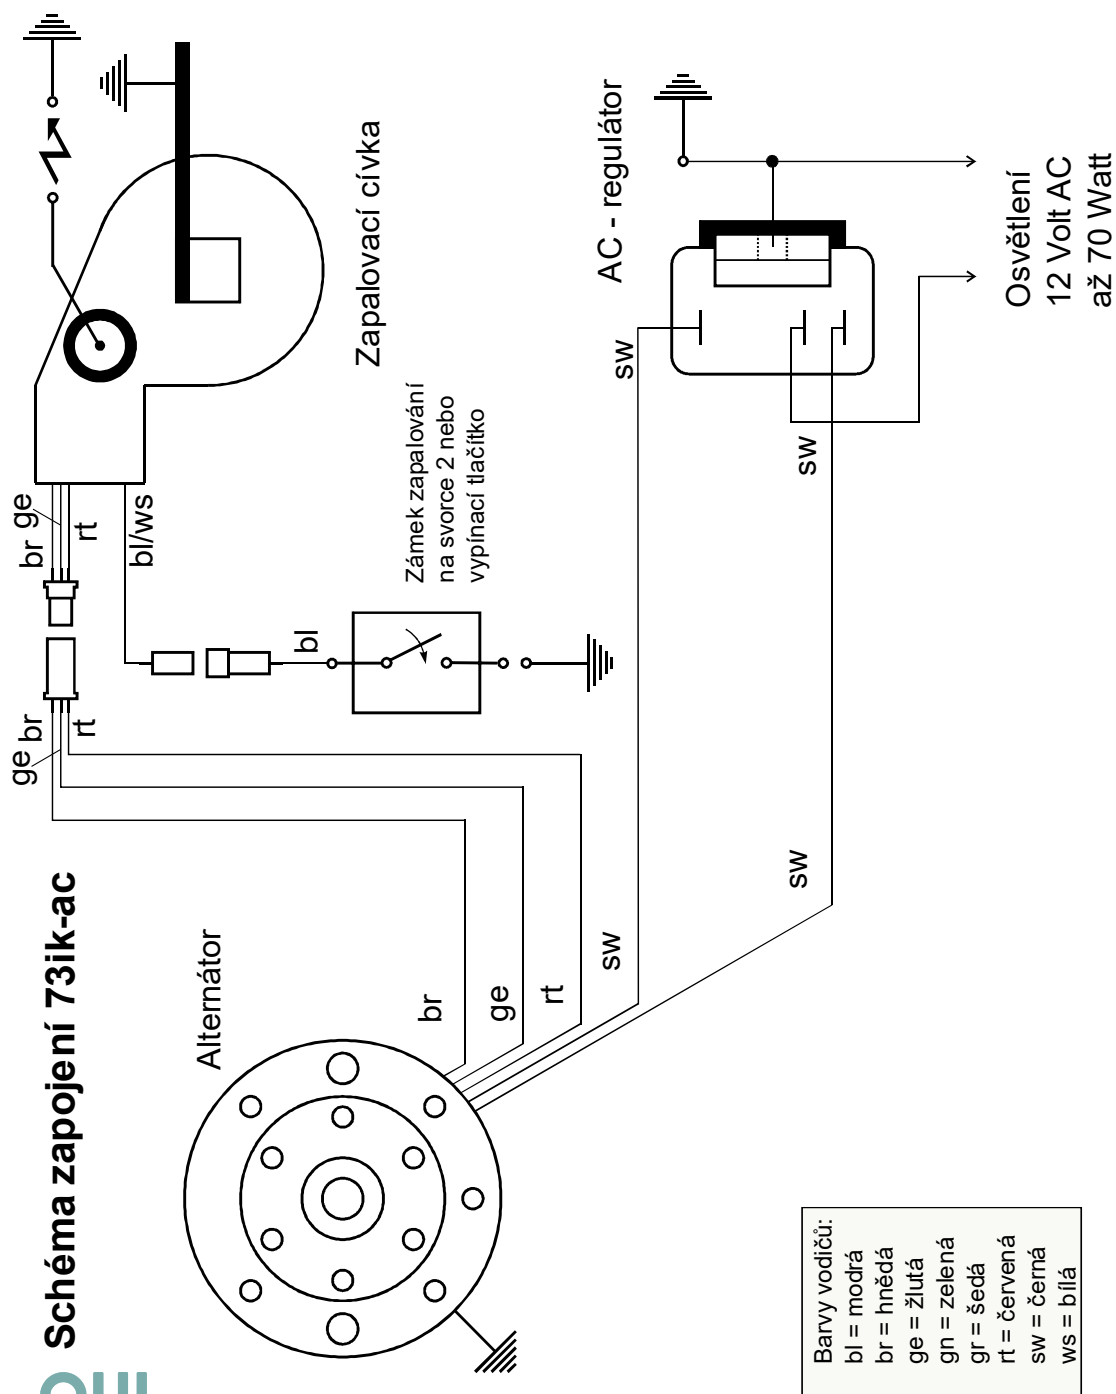 Schéma zapojení 73ik-ac
Alternátor
br
ge
rt
sw
sw
ge
br
rt
br
ge
rt
bl/ws
bl
Zámek zapalování
na svorce 2 nebo
vypínací tlačítko
Zapalovací cívka
AC - regulátor
sw
sw
Osvětlení
12 Volt AC
až 70 Watt
Barvy vodičů:
bl = modrá
br = hnědá
ge = žlutá
gn = zelená
gr = šedá
rt = červená
sw = černá
ws = bílá